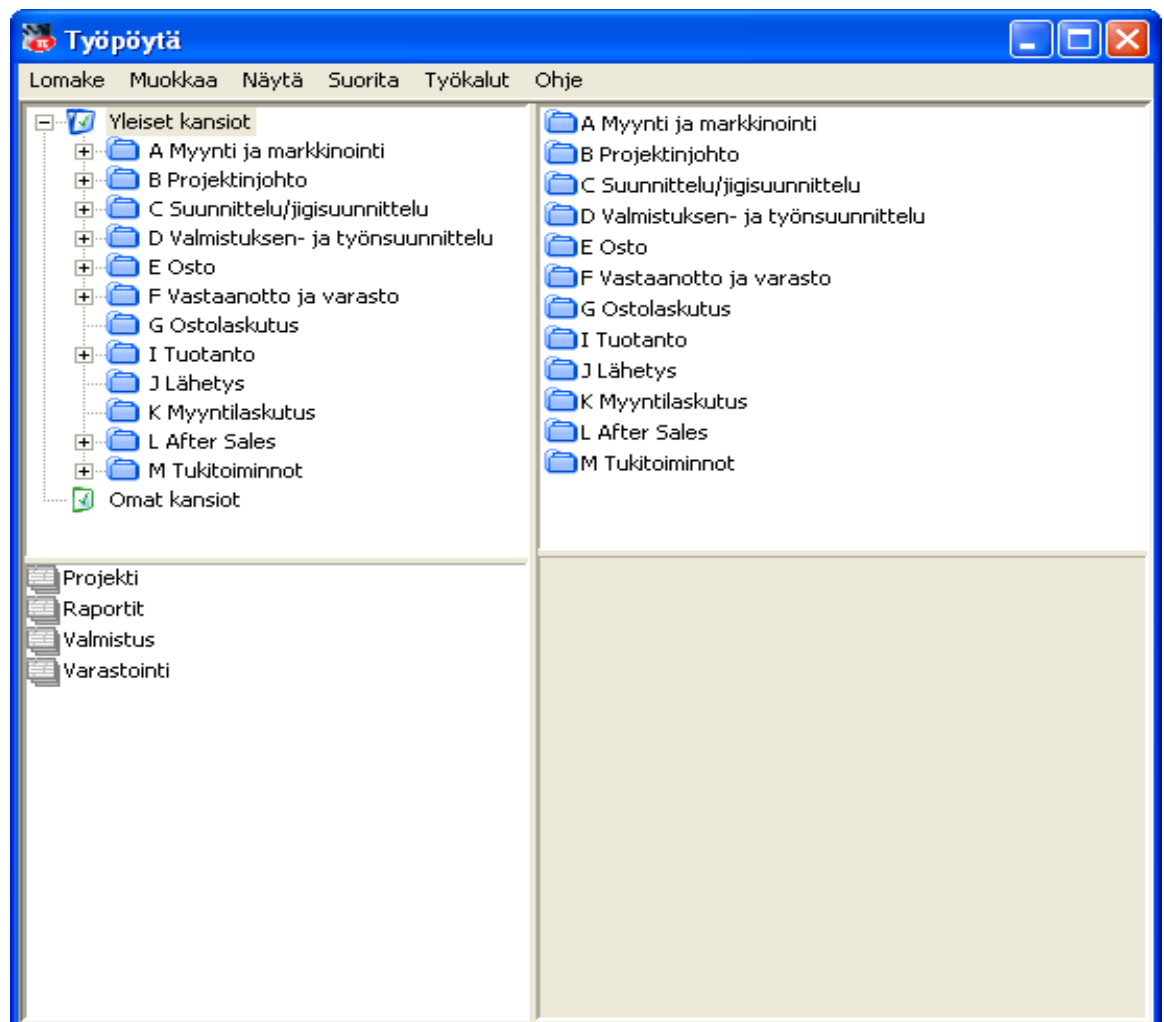 Työpöytä
Lomake Muokkaa Näytä Suorita Työkalut Ohje
Yleiset kansiot
A Myynti ja markkinointi
B Projektinjohto
C Suunnittelu/jigisuunnittelu
D Valmistuksen- ja työnsuunnittelu
E Osto
F Vastaanotto ja varasto
G Ostolaskutus
I Tuotanto
J Lähetys
K Myyntilaskutus
L After Sales
M Tukitoiminnot
Omat kansiot
A Myynti ja markkinointi
B Projektinjohto
C Suunnittelu/jigisuunnittelu
D Valmistuksen- ja työnsuunnittelu
E Osto
F Vastaanotto ja varasto
G Ostolaskutus
I Tuotanto
J Lähetys
K Myyntilaskutus
L After Sales
M Tukitoiminnot
Projekti
Raportit
Valmistus
Varastointi